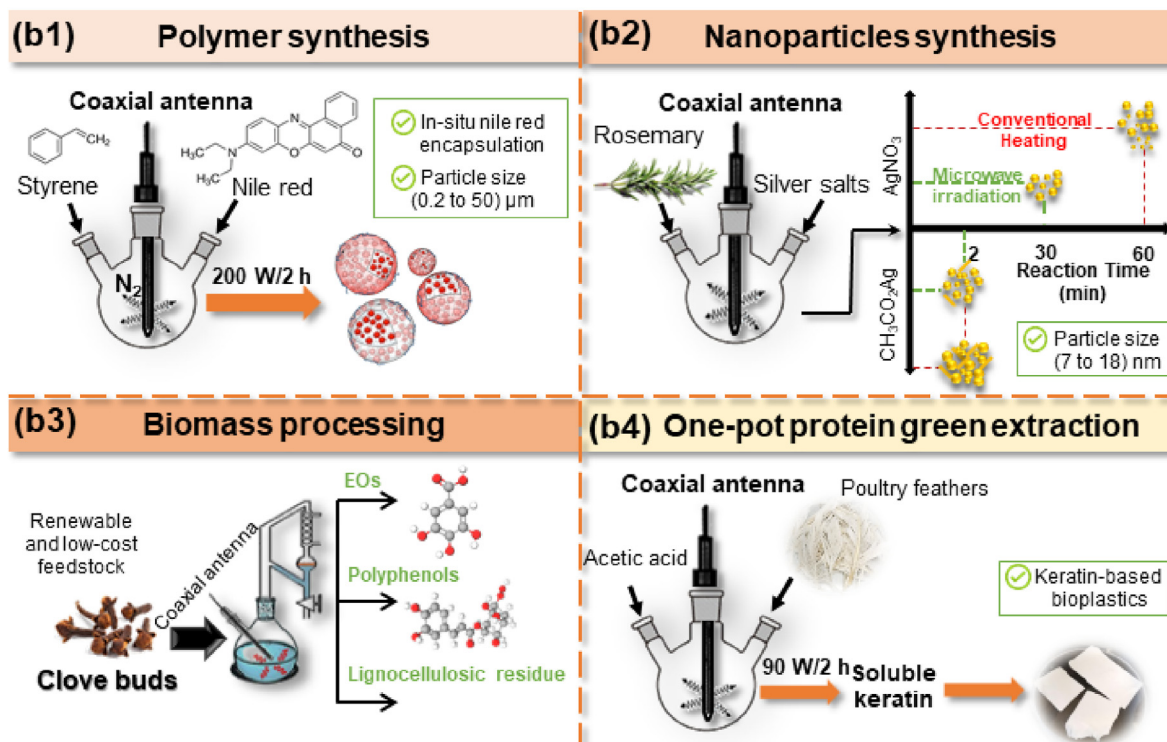 (b1) Polymer synthesis
Coaxial antenna
CH₂
N
H₃C
N
O
O
H₃C
Styrene
Nile red
In-situ nile red
encapsulation
Particle size
(0.2 to 50) μm
N₂
200 W/2 h
(b2) Nanoparticles synthesis
Coaxial antenna
Rosemary
Silver salts
AgNO₃
Conventional
Heating
Microwave
irradiation
2
30
60
Reaction Time
(min)
CH₃CO₂Ag
Particle size
(7 to 18) nm
(b3) Biomass processing
Renewable
and low-cost
feedstock
Coaxial antenna
Clove buds
EOs
Polyphenols
Lignocellulosic residue
(b4) One-pot protein green extraction
Coaxial antenna
Poultry feathers
Acetic acid
Keratin-based
bioplastics
90 W/2 h
Soluble
keratin